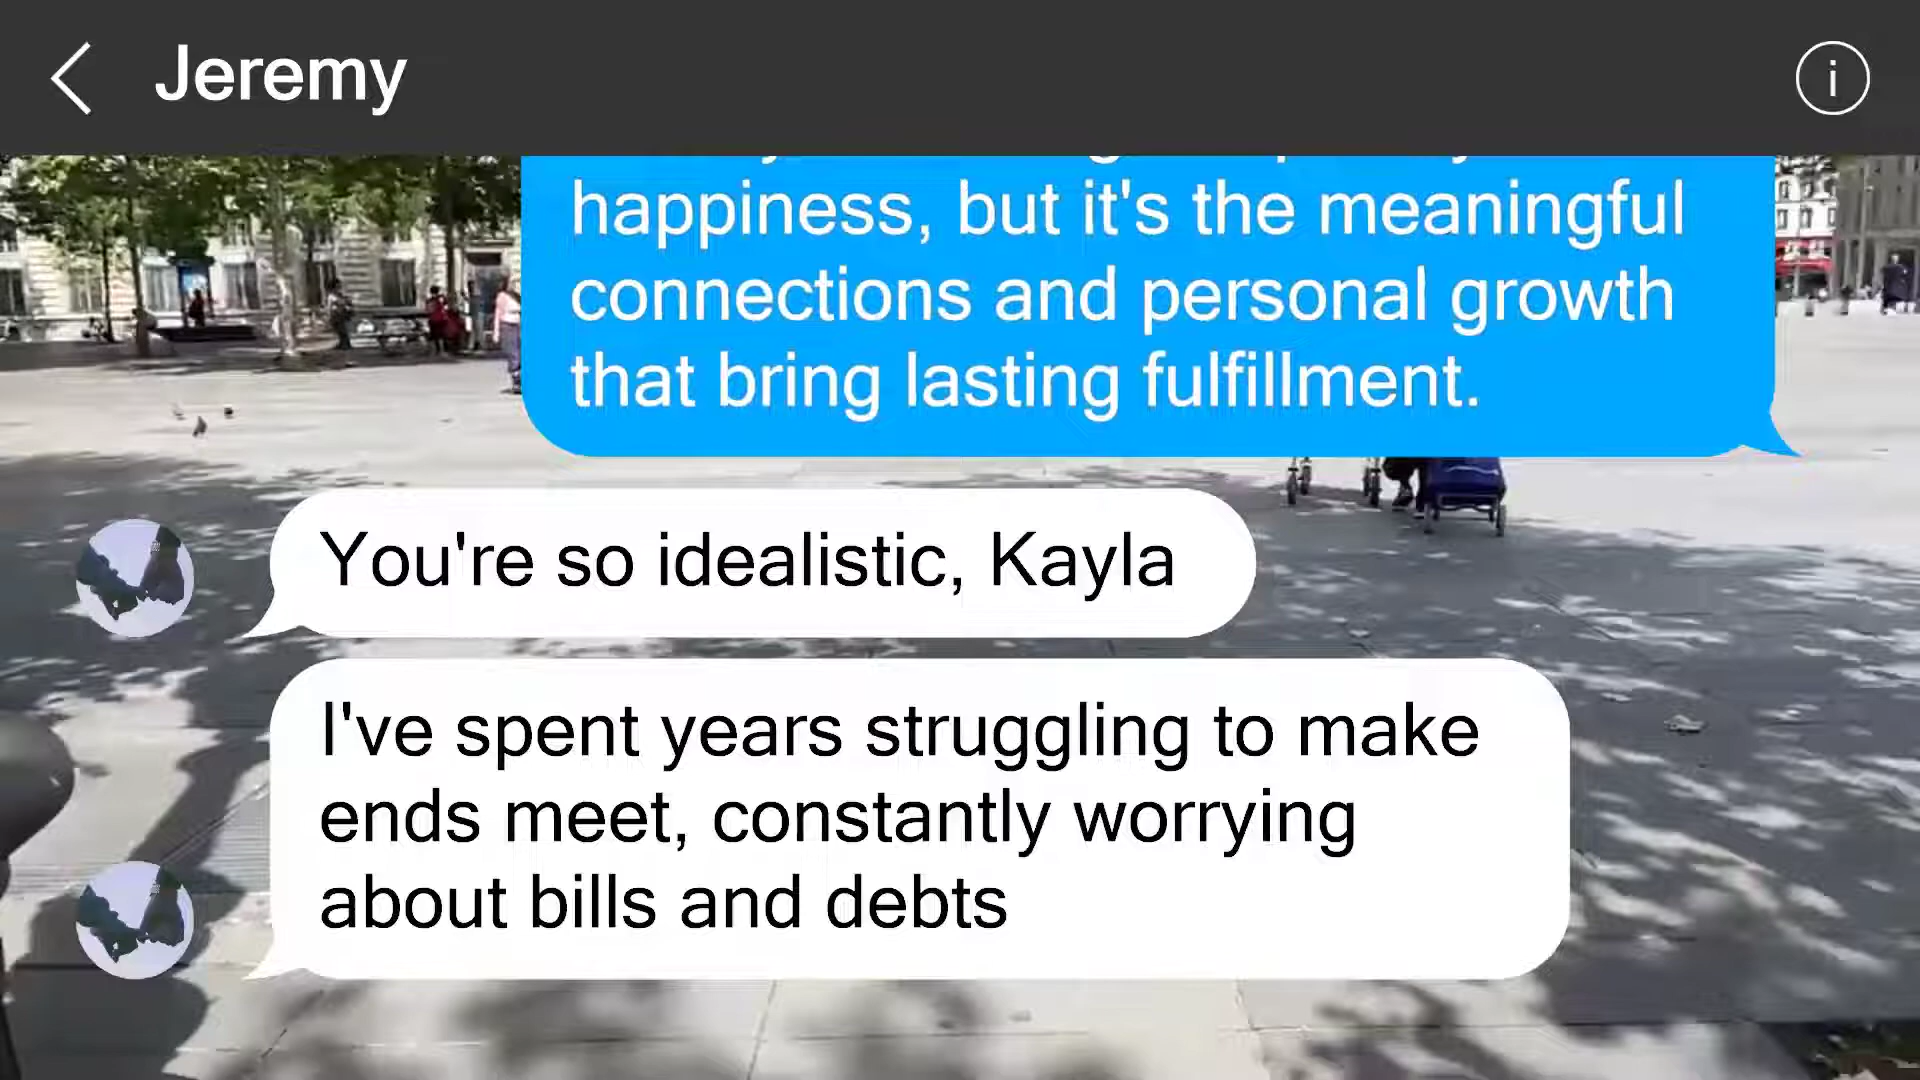 Jeremy
i
happiness, but it's the meaningful
connections and personal growth
that bring lasting fulfillment.
You're so idealistic, Kayla
I've spent years struggling to make
ends meet, constantly worrying
about bills and debts